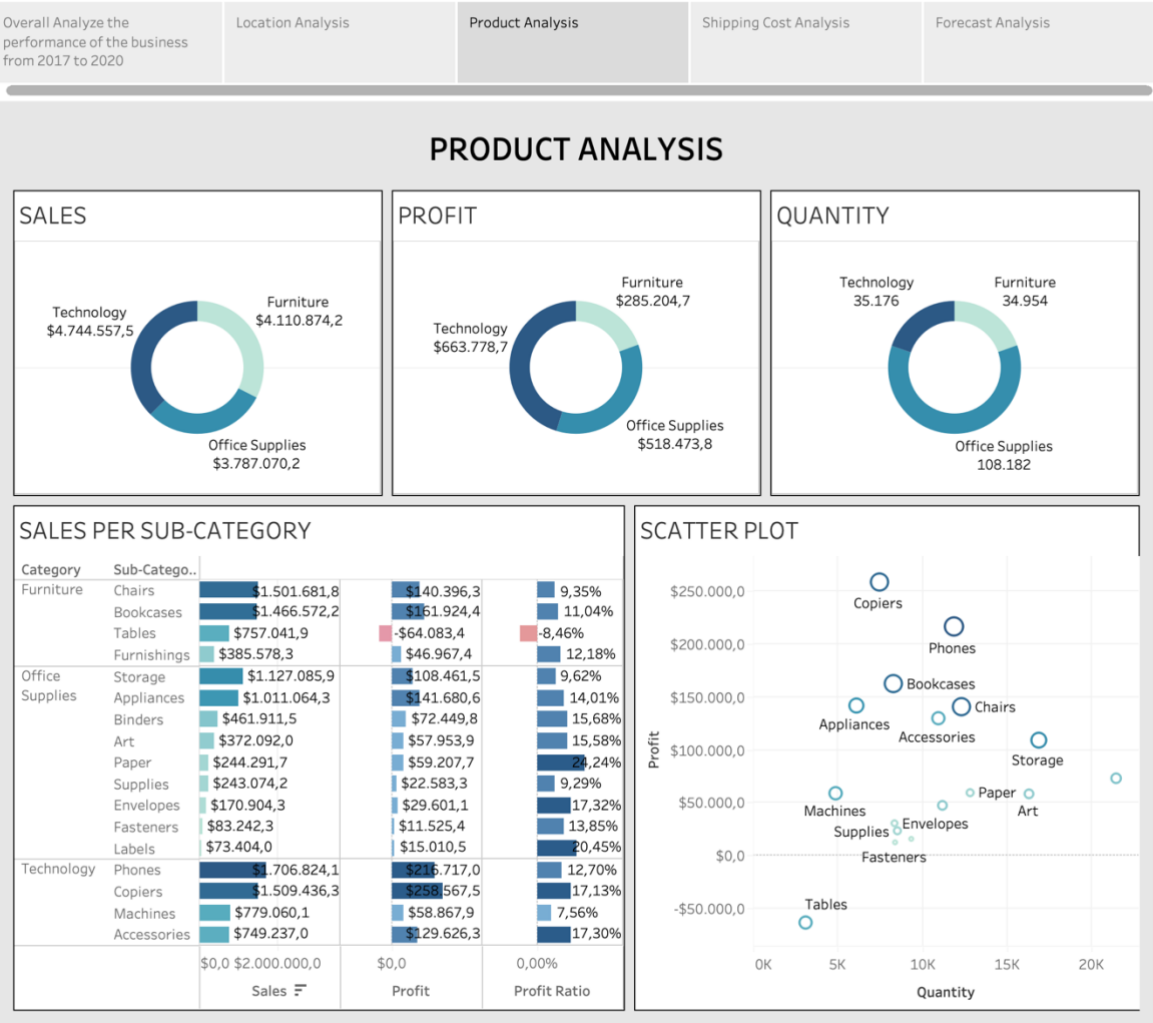 Overall Analyze the
performance of the business
from 2017 to 2020
Location Analysis
Product Analysis
Shipping Cost Analysis
Forecast Analysis
PRODUCT ANALYSIS
SALES
Technology
$4.744.557,5
Furniture
$4.110.874,2
Office Supplies
$3.787.070,2
PROFIT
Furniture
$285.204,7
Technology
$663.778,7
Office Supplies
$518.473,8
QUANTITY
Technology
35.176
Furniture
34.954
Office Supplies
108.182
SALES PER SUB-CATEGORY
Category Sub-Catego..
Furniture Chairs $1.501.681,8 $140.396,3 9,35%
Bookcases $1.466.572,2 $161.924,4 11,04%
Tables $757.041,9 -$64.083,4 -8,46%
Furnishings $385.578,3 $46.967,4 12,18%
Office Storage $1.127.085,9 $108.461,5 9,62%
Supplies Appliances $1.011.064,3 $141.680,6 14,01%
Binders $461.911,5 $72.449,8 15,68%
Art $372.092,0 $57.953,9 15,58%
Paper $244.291,7 $59.207,7 24,24%
Supplies $243.074,2 $22.583,3 9,29%
Envelopes $170.904,3 $29.601,1 17,32%
Fasteners $83.242,3 $11.525,4 13,85%
Labels $73.404,0 $15.010,5 20,45%
Technology Phones $1.706.824,1 $216.717,0 12,70%
Copiers $1.509.436,3 $258.567,5 17,13%
Machines $779.060,1 $58.867,9 7,56%
Accessories $749.237,0 $129.626,3 17,30%
$0,0 $2.000.000,0 $0,0 0,00%
Sales Profit Profit Ratio
SCATTER PLOT
Profit
$250.000,0
$200.000,0
$150.000,0
$100.000,0
$50.000,0
$0,0
-$50.000,0
Copiers
Phones
Bookcases
Chairs
Appliances
Accessories
Storage
Paper
Machines
Art
Envelopes
Supplies
Fasteners
Tables
0K 5K 10K 15K 20K
Quantity